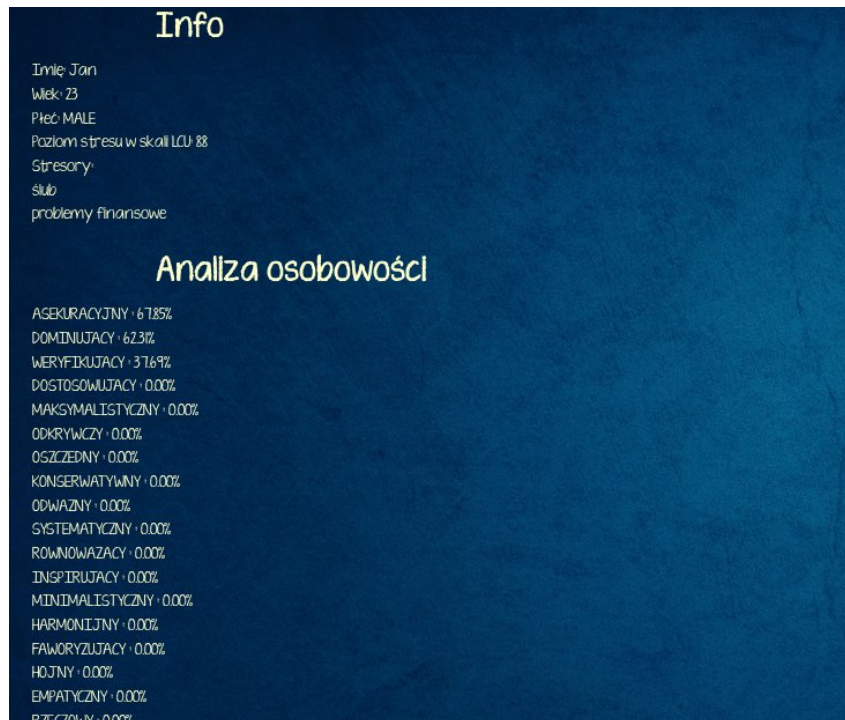 Info
Imię: Jan
Wiek: 23
Płeć: MALE
Poziom stresu w skali LCU: 88
Stresory:
ślub
problemy finansowe
Analiza osobowości
ASEKURACYJNY : 67.85%
DOMINUJACY : 62.31%
WERYFIKUJACY : 37.69%
DOSTOSOWUJACY : 0.00%
MAKSYMALISTYCZNY : 0.00%
ODKRYWCZY : 0.00%
OSZCZEDNY : 0.00%
KONSERWATYWNY : 0.00%
ODWAZNY : 0.00%
SYSTEMATYCZNY : 0.00%
ROWNOWAZACY : 0.00%
INSPIRUJACY : 0.00%
MINIMALISTYCZNY : 0.00%
HARMONIJNY : 0.00%
FAWORYZUJACY : 0.00%
HOJNY : 0.00%
EMPATYCZNY : 0.00%
RZECZOWY : 0.00%